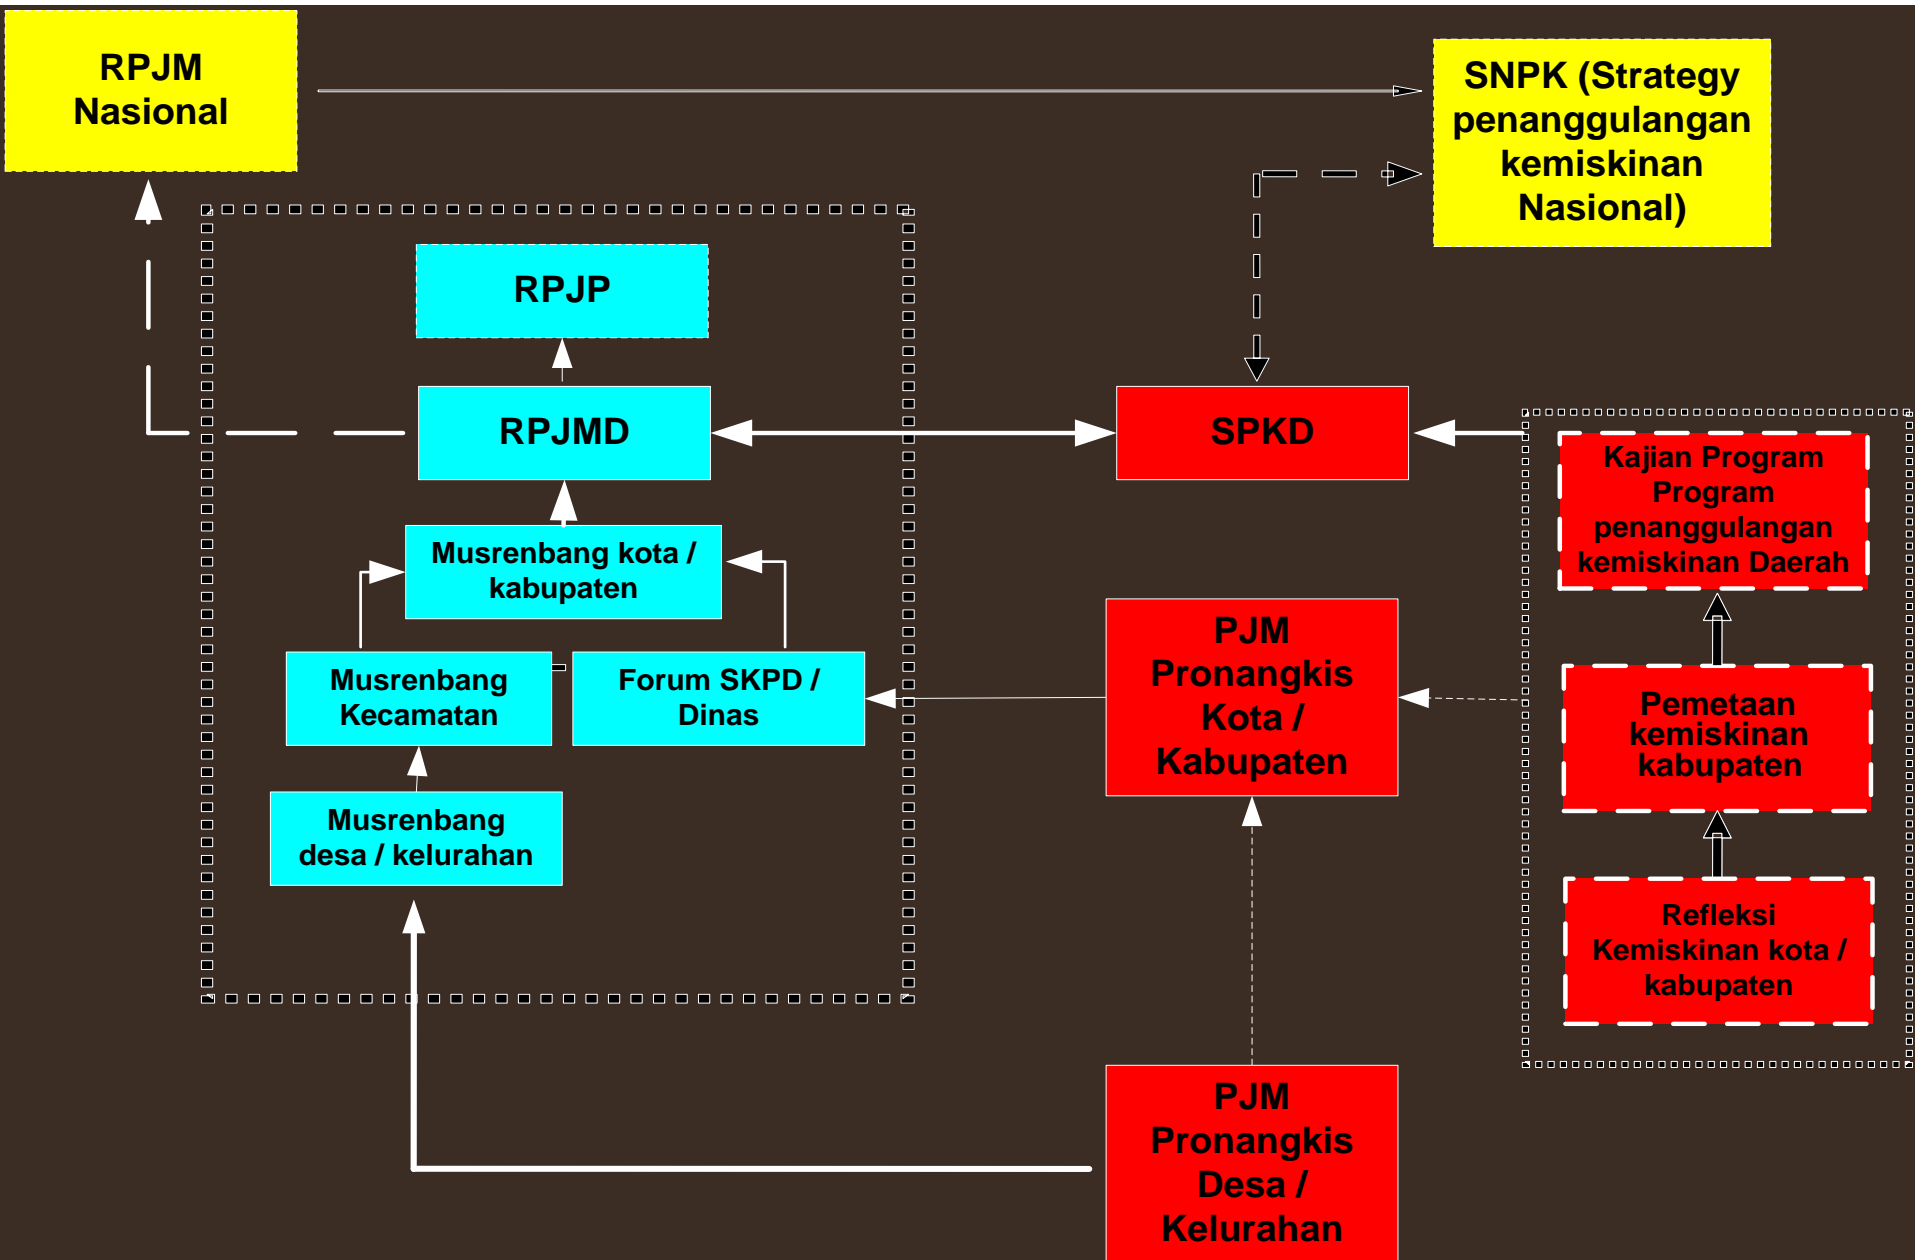 RPJM
Nasional
SNPK (Strategy
penanggulangan
kemiskinan
Nasional)
RPJP
RPJMD
SPKD
Kajian Program
Program
penanggulangan
kemiskinan Daerah
Musrenbang kota /
kabupaten
PJM
Pronangkis
Kota /
Kabupaten
Musrenbang
Kecamatan
Forum SKPD /
Dinas
Pemetaan
kemiskinan
kabupaten
Musrenbang
desa / kelurahan
Refleksi
Kemiskinan kota /
kabupaten
PJM
Pronangkis
Desa /
Kelurahan